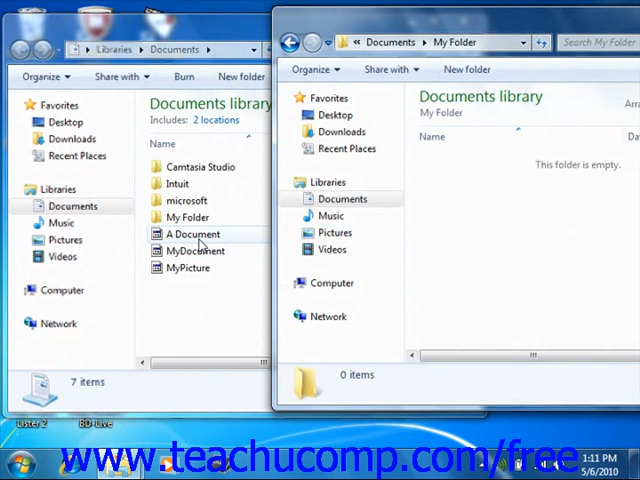 Libraries ▸ Documents ▸
Organize Share with Burn New folder
Favorites
Desktop
Downloads
Recent Places
Libraries
Documents
Music
Pictures
Videos
Computer
Network
Documents library
Includes: 2 locations
Name
Camtasia Studio
Intuit
microsoft
My Folder
A Document
MyDocument
MyPicture
7 items
« Documents ▸ My Folder
Search My Folder
Organize Share with New folder
Favorites
Desktop
Downloads
Recent Places
Libraries
Documents
Music
Pictures
Videos
Computer
Network
Documents library
My Folder
Arra
Name Da
This folder is empty.
0 items
Lister 2 BD-Live
www.teachucomp.com/free
1:11 PM
5/6/2010